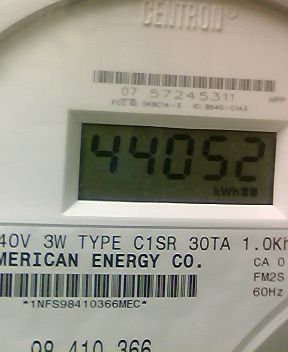 CENTRON®
07 57245311
44052
kWh
40V 3W TYPE C1SR 30TA 1.0Kh
MERICAN ENERGY CO.
CA 0
FM2S
60Hz
*1NFS98410366MEC*
98 410 366